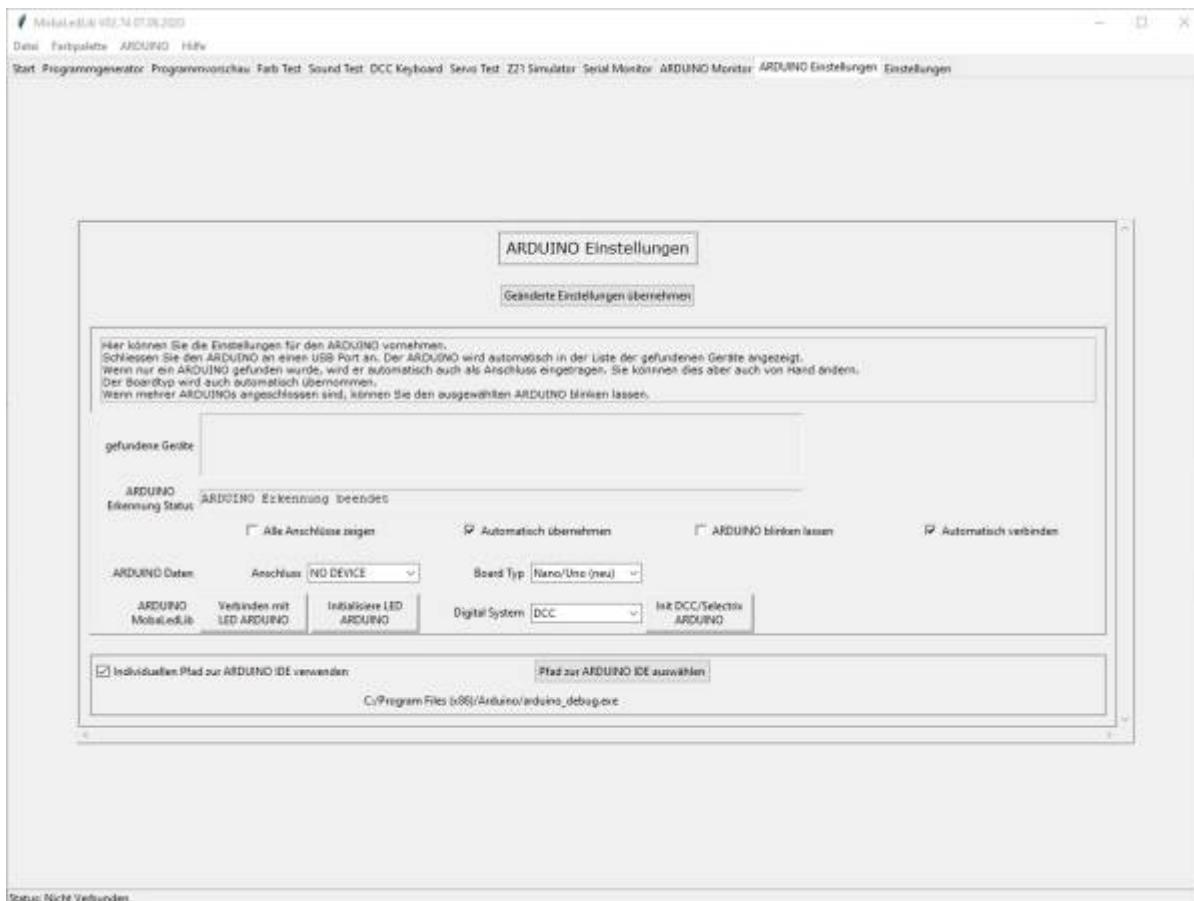 MobaLedLib
Datei Farbpalette ARDUINO Hilfe
Start Programmgenerator Programmvorschau Farb Test Sound Test DCC Keyboard Servo Test Z21 Simulator Serial Monitor ARDUINO Monitor ARDUINO Einstellungen Einstellungen
ARDUINO Einstellungen
Geänderte Einstellungen übernehmen
Hier können Sie die Einstellungen für den ARDUINO vornehmen.
Schliessen Sie den ARDUINO an einen USB Port an. Der ARDUINO wird automatisch in der Liste der gefundenen Geräte angezeigt.
Wenn nur ein ARDUINO gefunden wurde, wird er automatisch auch als Anschluss eingetragen. Sie könnnen dies aber auch von Hand ändern.
Der Boardtyp wird auch automatisch übernommen.
Wenn mehrer ARDUINOs angeschlossen sind, können Sie den ausgewählten ARDUINO blinken lassen.
gefundene Geräte
ARDUINO
Erkennung Status
ARDUINO Erkennung beendet
Alle Anschlüsse zeigen Automatisch übernehmen ARDUINO blinken lassen Automatisch verbinden
ARDUINO Daten Anschluss NO DEVICE Board Typ Nano/Uno (neu)
ARDUINO
MobaLedLib
Verbinden mit
LED ARDUINO
Initialisiere LED
ARDUINO
Digital System DCC
Init DCC/Selectrix
ARDUINO
Individuellen Pfad zur ARDUINO IDE verwenden Pfad zur ARDUINO IDE auswählen
C:/Program Files (x86)/Arduino/arduino_debug.exe
Status: Nicht Verbunden